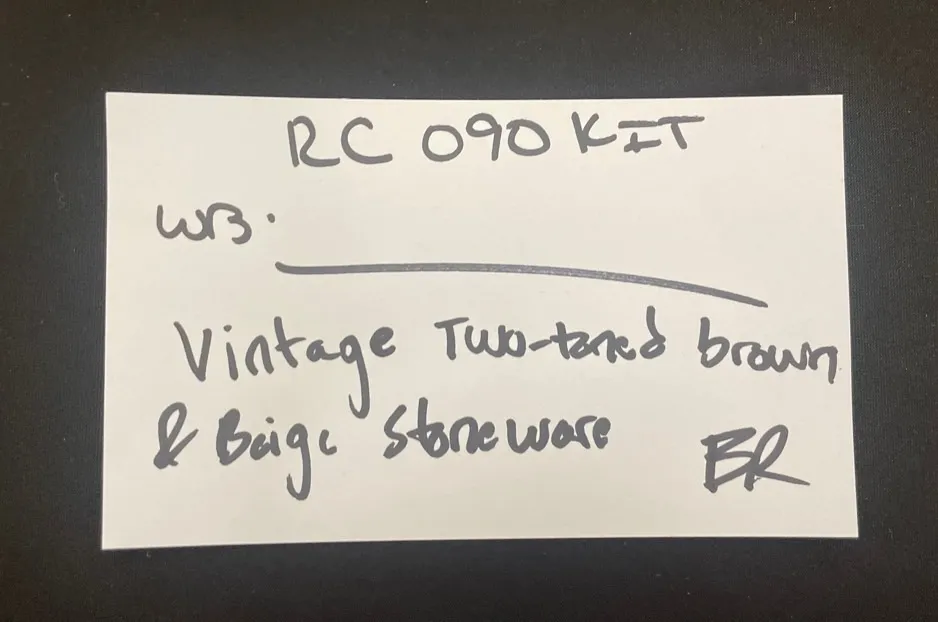 RC 090 KIT
WB.
Vintage Two-toned brown
& Beige Stoneware
BR